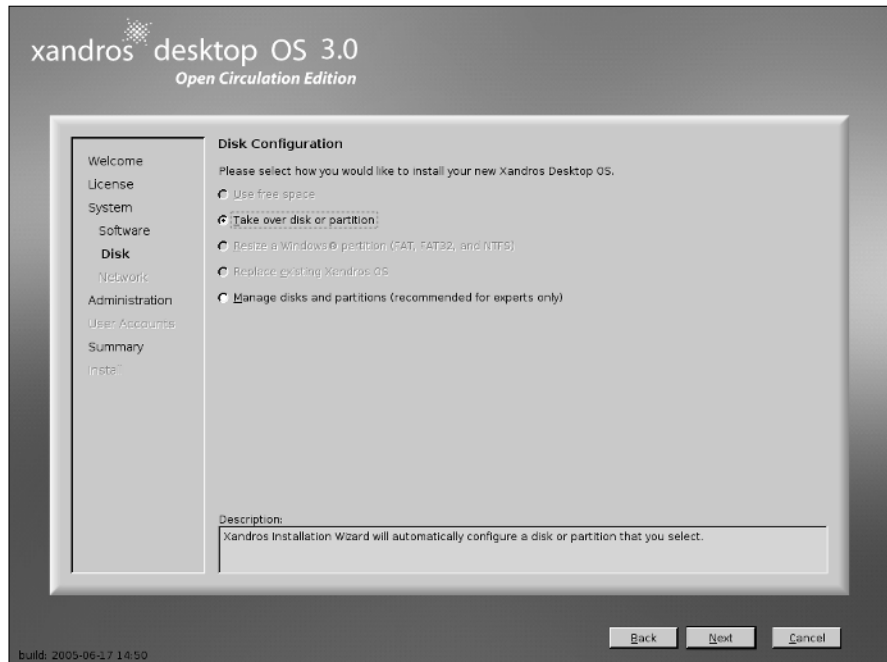 xandros desktop OS 3.0
Open Circulation Edition
Welcome
License
System
Software
Disk
Network
Administration
User Accounts
Summary
Install
Disk Configuration
Please select how you would like to install your new Xandros Desktop OS.
Use free space
Take over disk or partition
Resize a Windows® partition (FAT, FAT32, and NTFS)
Replace existing Xandros OS
Manage disks and partitions (recommended for experts only)
Description:
Xandros Installation Wizard will automatically configure a disk or partition that you select.
Back
Next
Cancel
build: 2005-06-17 14:50